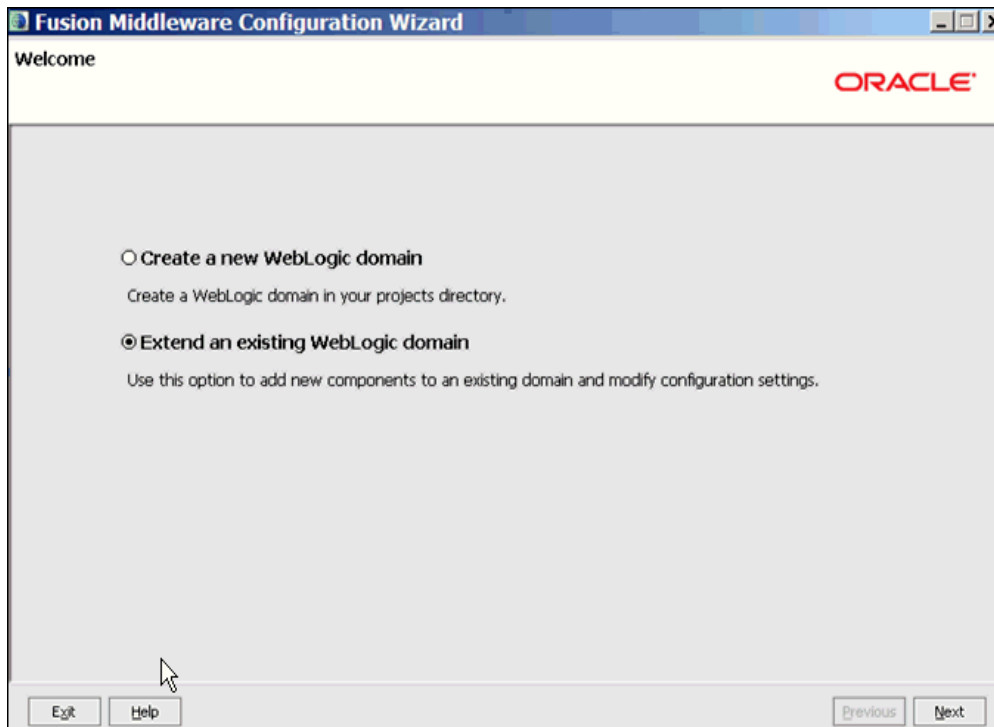 Fusion Middleware Configuration Wizard
Welcome
ORACLE
Create a new WebLogic domain
Create a WebLogic domain in your projects directory.
Extend an existing WebLogic domain
Use this option to add new components to an existing domain and modify configuration settings.
Exit Help Previous Next